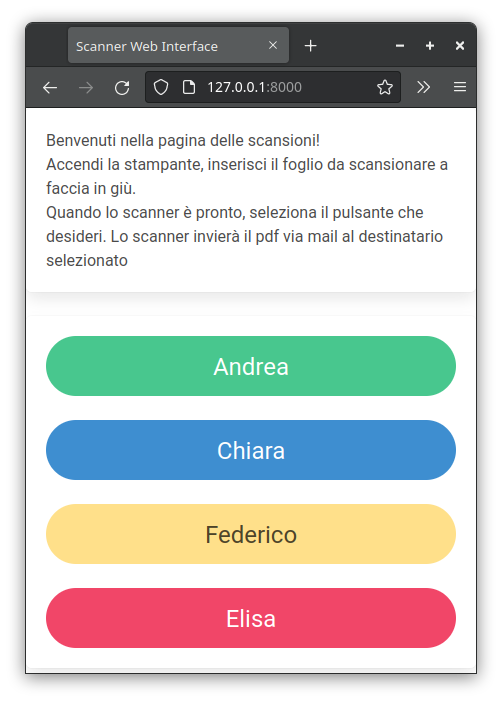 Scanner Web Interface
127.0.0.1:8000
Benvenuti nella pagina delle scansioni!
Accendi la stampante, inserisci il foglio da scansionare a
faccia in giù.
Quando lo scanner è pronto, seleziona il pulsante che
desideri. Lo scanner invierà il pdf via mail al destinatario
selezionato
Andrea
Chiara
Federico
Elisa